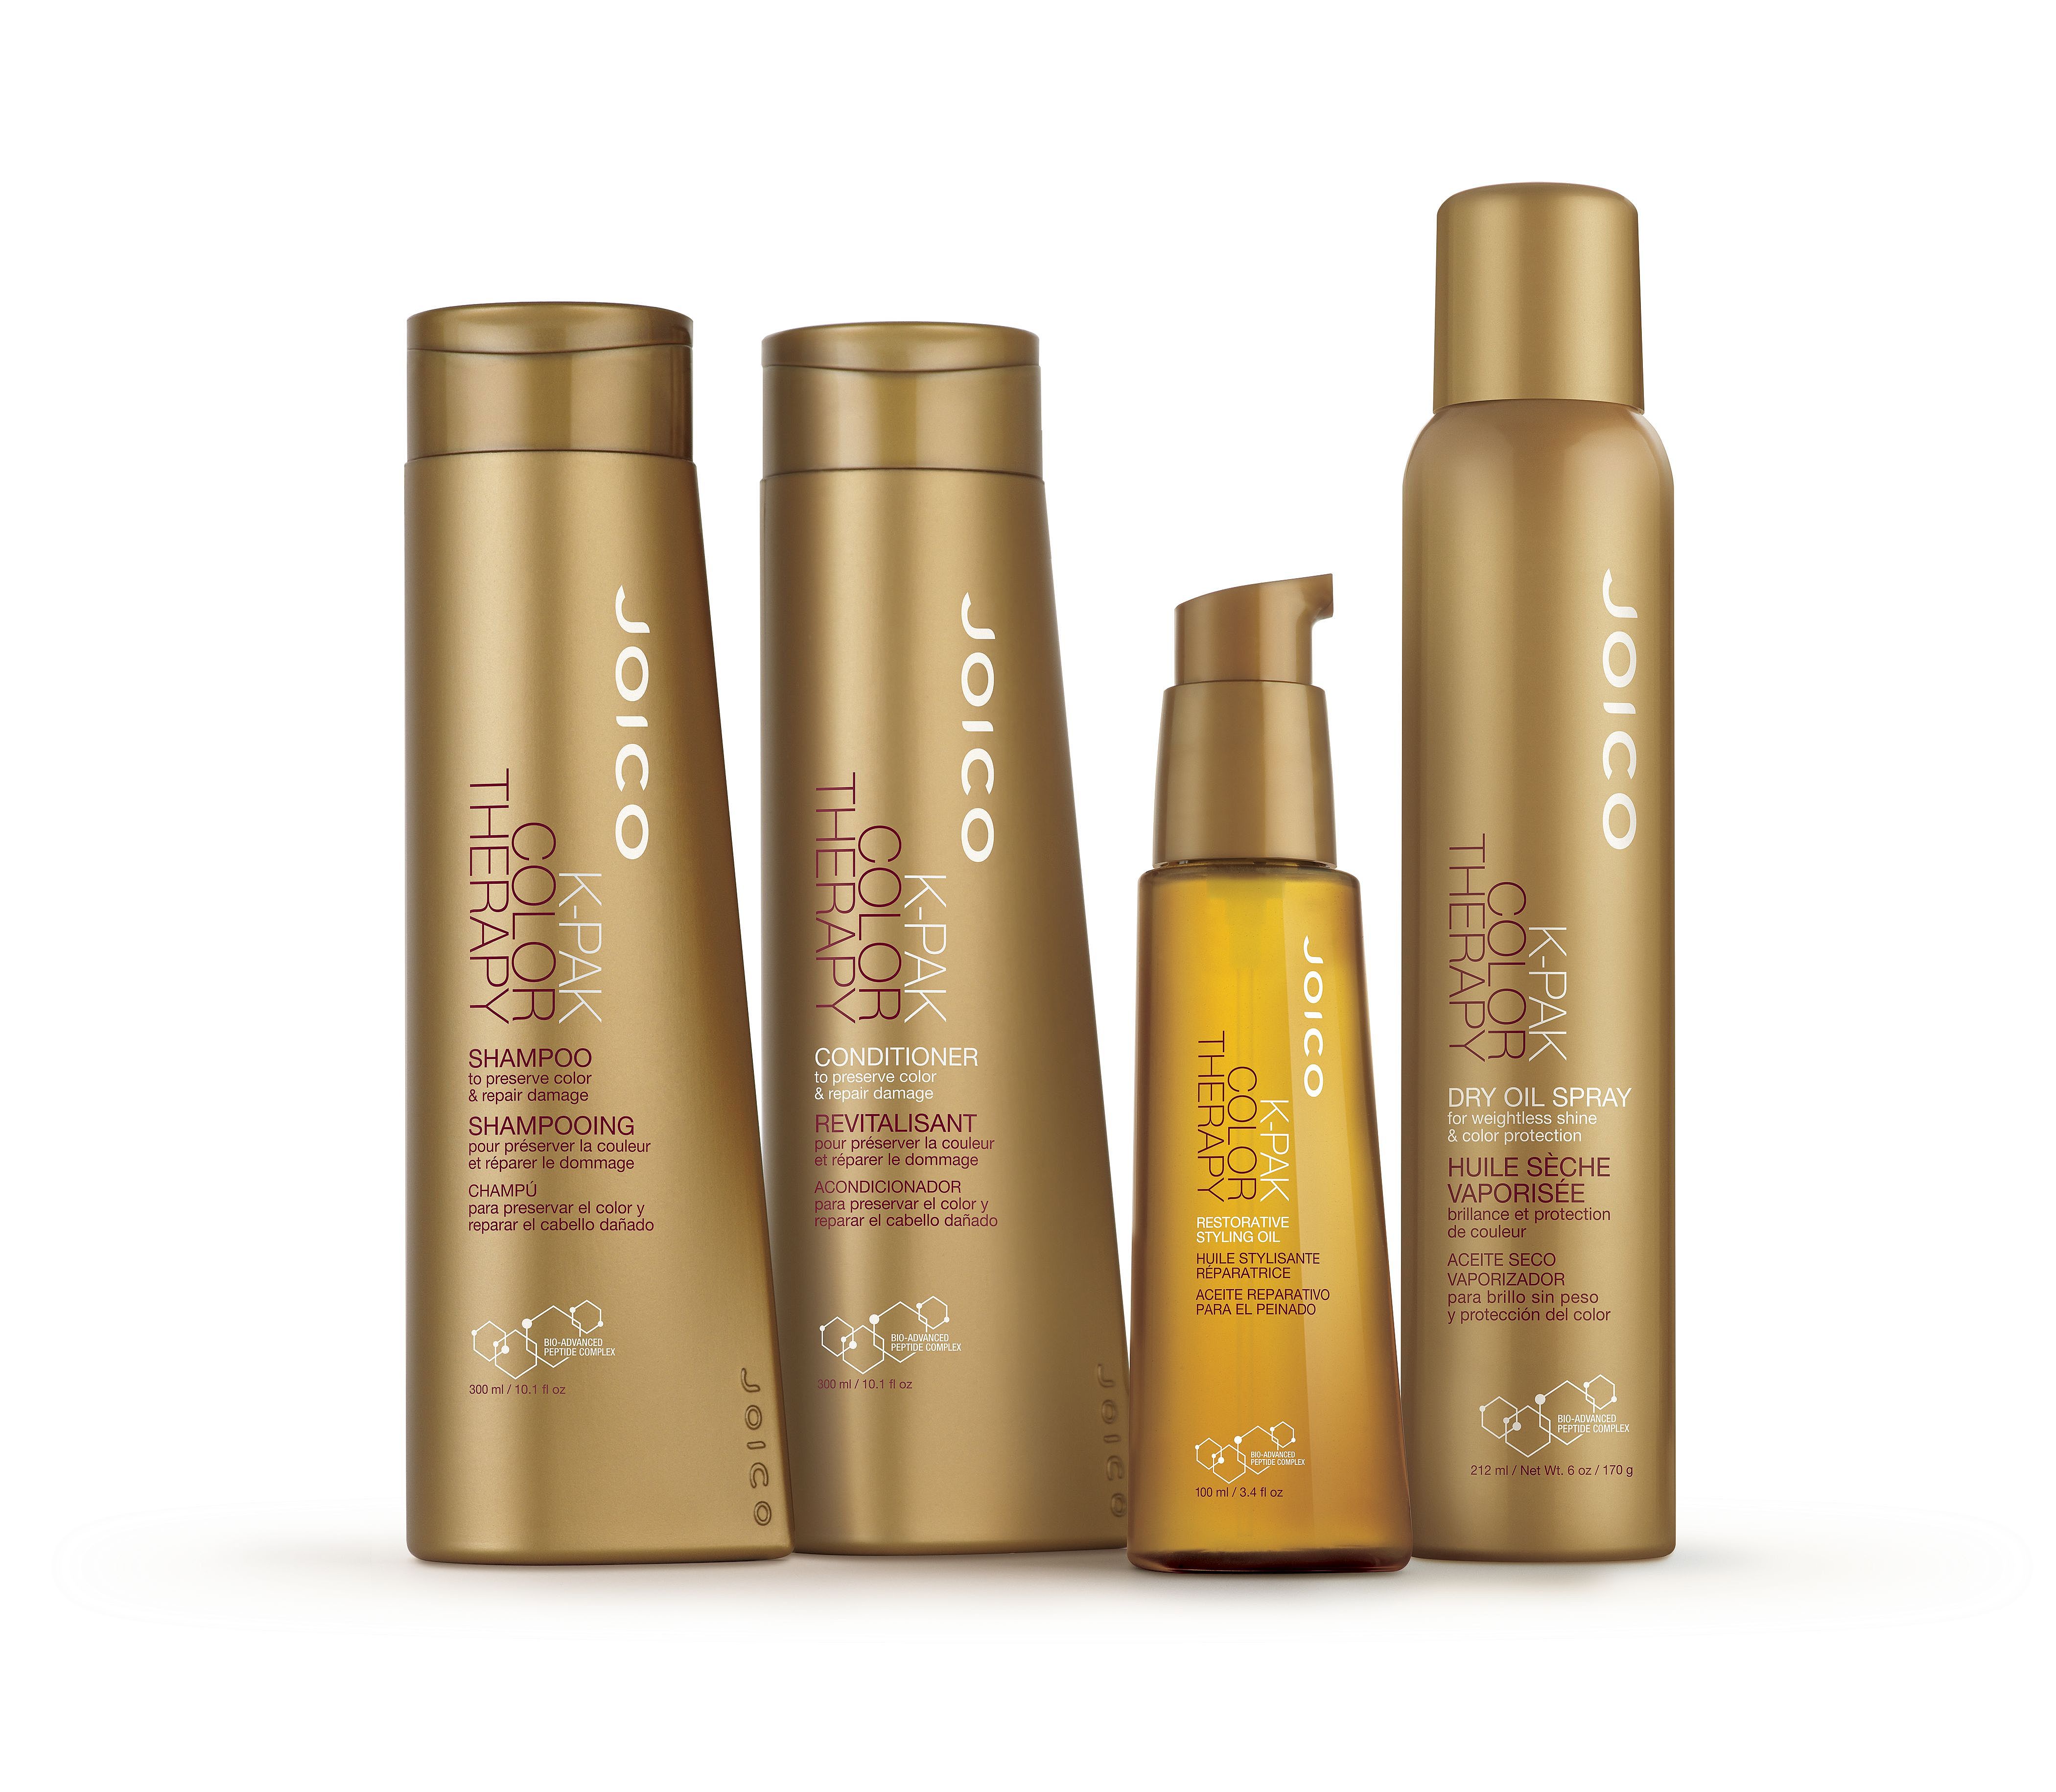 JOICO
K-PAK
COLOR
THERAPY
SHAMPOO
to preserve color
& repair damage
SHAMPOOING
pour préserver la couleur
et réparer le dommage
CHAMPÚ
para preservar el color y
reparar el cabello dañado
BIO-ADVANCED
PEPTIDE COMPLEX
300 ml / 10.1 fl oz
JOICO
JOICO
K-PAK
COLOR
THERAPY
CONDITIONER
to preserve color
& repair damage
REVITALISANT
pour préserver la couleur
et réparer le dommage
ACONDICIONADOR
para preservar el color y
reparar el cabello dañado
BIO-ADVANCED
PEPTIDE COMPLEX
300 ml / 10.1 fl oz
JOICO
JOICO
K-PAK
COLOR
THERAPY
RESTORATIVE
STYLING OIL
HUILE STYLISANTE
RÉPARATRICE
ACEITE REPARATIVO
PARA EL PEINADO
BIO-ADVANCED
PEPTIDE COMPLEX
100 ml / 3.4 fl oz
JOICO
K-PAK
COLOR
THERAPY
DRY OIL SPRAY
for weightless shine
& color protection
HUILE SÈCHE
VAPORISÉE
brillance et protection
de couleur
ACEITE SECO
VAPORIZADOR
para brillo sin peso
y protección del color
BIO-ADVANCED
PEPTIDE COMPLEX
212 ml / Net Wt. 6 oz / 170 g